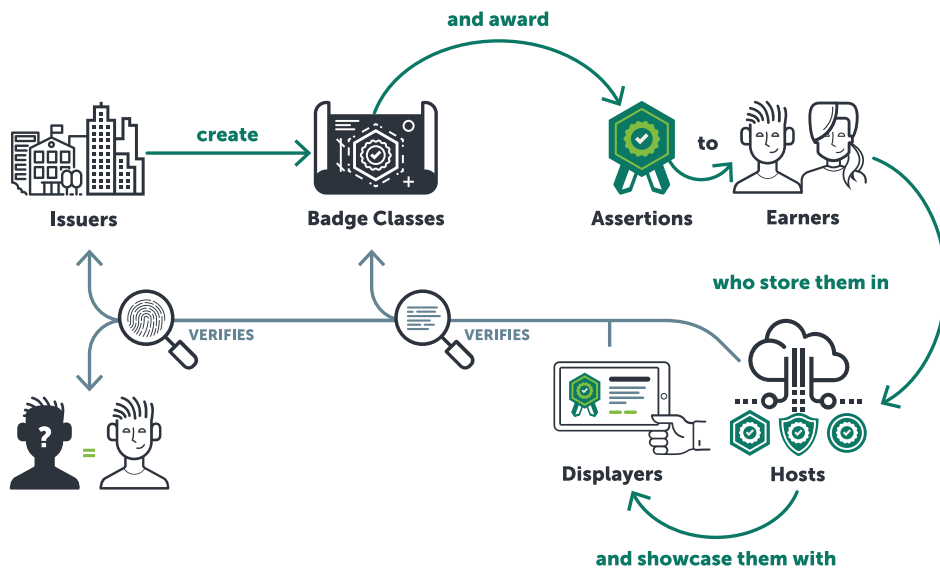 and award
create
to
Issuers
Badge Classes
Assertions
Earners
who store them in
VERIFIES
VERIFIES
?
=
Displayers
Hosts
and showcase them with